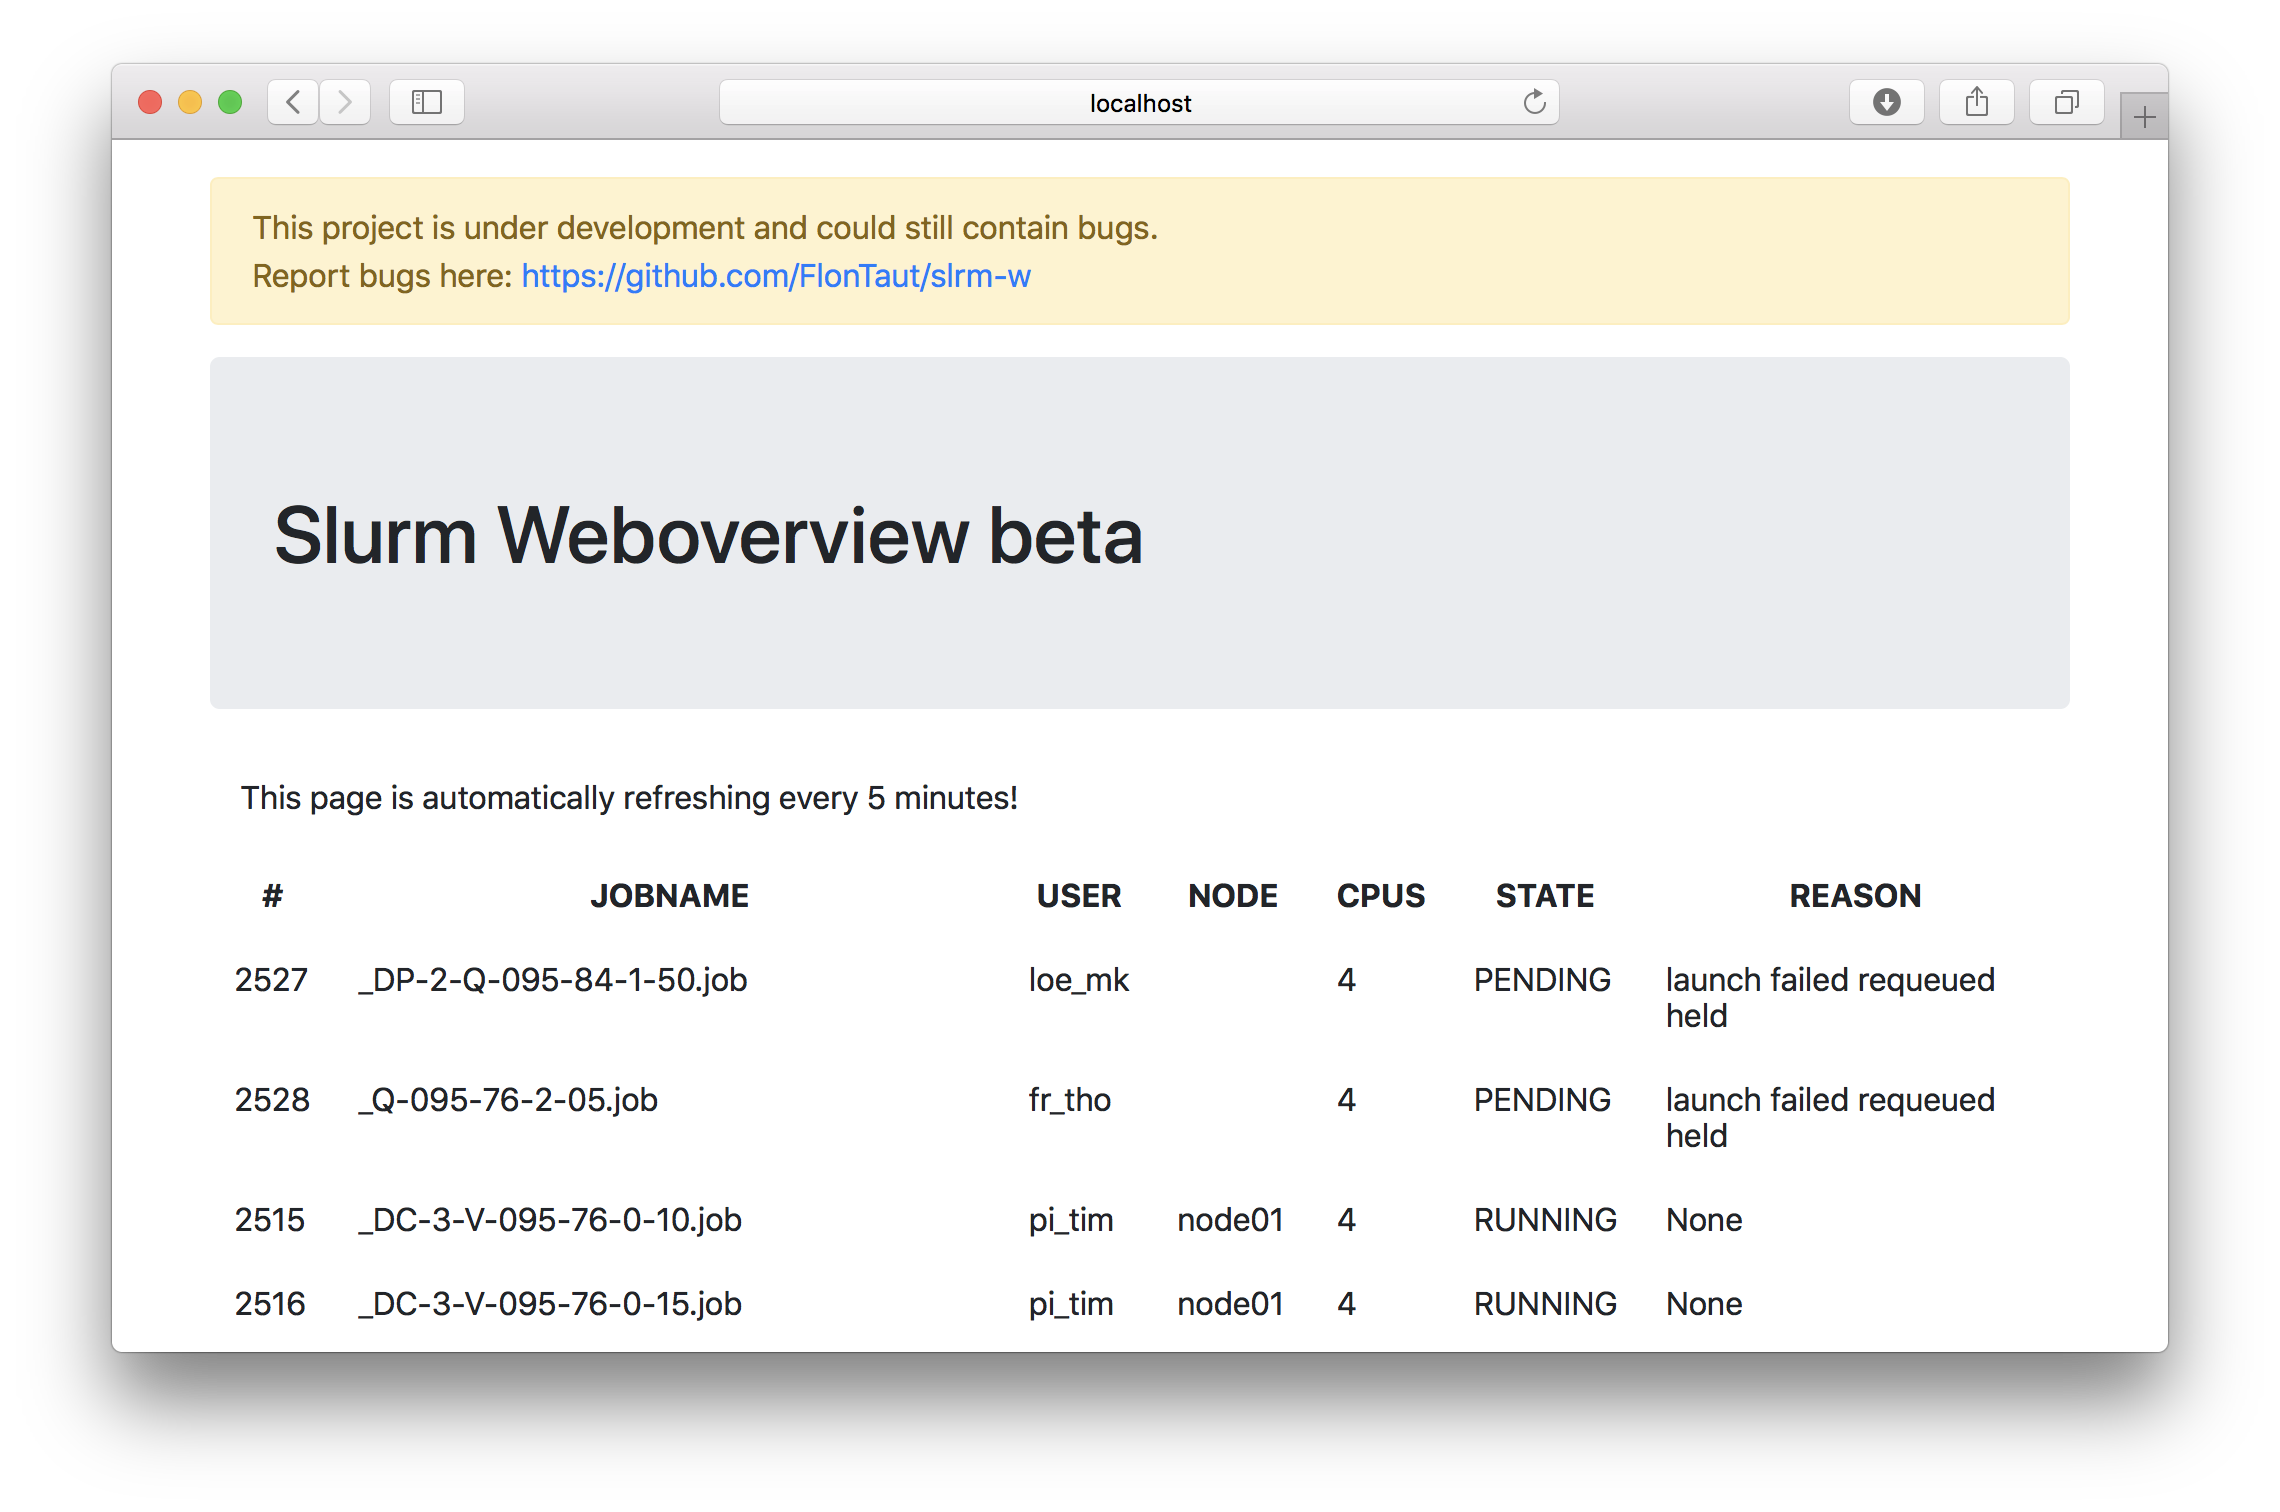 localhost
This project is under development and could still contain bugs.
Report bugs here: https://github.com/FlonTaut/slrm-w
Slurm Weboverview beta
This page is automatically refreshing every 5 minutes!
# JOBNAME USER NODE CPUS STATE REASON
2527 _DP-2-Q-095-84-1-50.job loe_mk 4 PENDING launch failed requeued
held
2528 _Q-095-76-2-05.job fr_tho 4 PENDING launch failed requeued
held
2515 _DC-3-V-095-76-0-10.job pi_tim node01 4 RUNNING None
2516 _DC-3-V-095-76-0-15.job pi_tim node01 4 RUNNING None